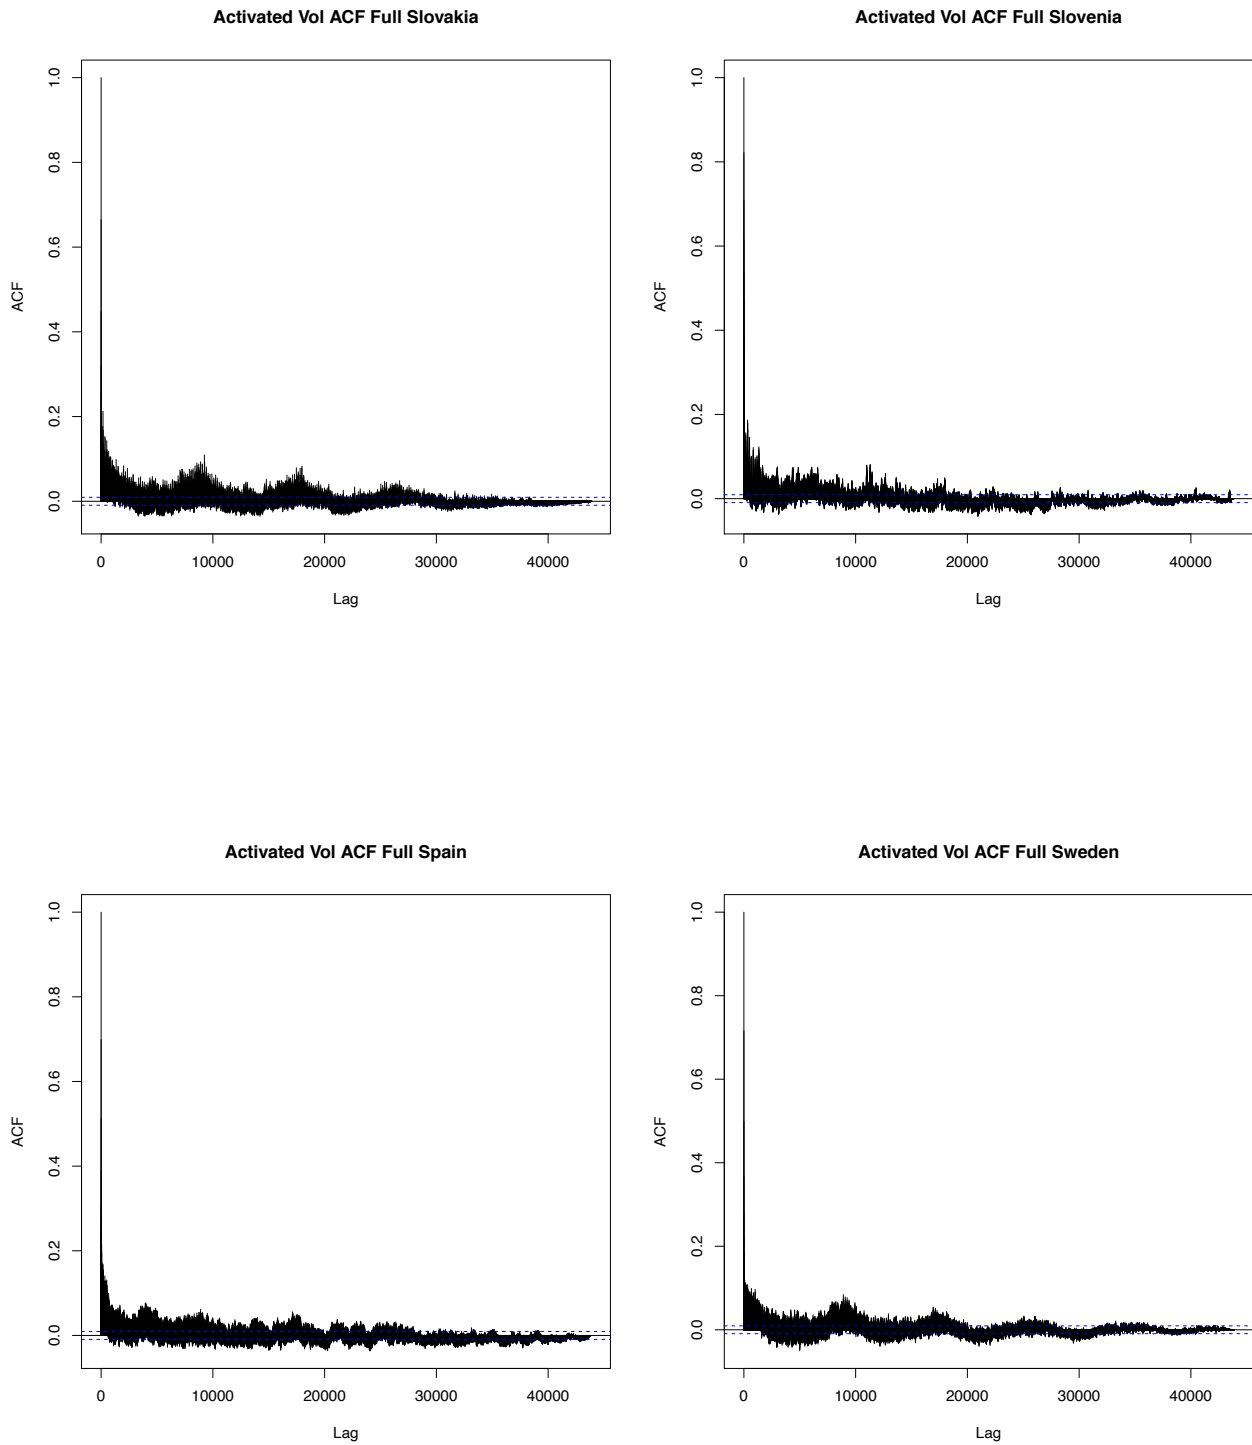 Activated Vol ACF Full Slovakia
ACF
0.0 0.2 0.4 0.6 0.8 1.0
0 10000 20000 30000 40000
Lag
Activated Vol ACF Full Slovenia
ACF
0.0 0.2 0.4 0.6 0.8 1.0
0 10000 20000 30000 40000
Lag
Activated Vol ACF Full Spain
ACF
0.0 0.2 0.4 0.6 0.8 1.0
0 10000 20000 30000 40000
Lag
Activated Vol ACF Full Sweden
ACF
0.0 0.2 0.4 0.6 0.8 1.0
0 10000 20000 30000 40000
Lag